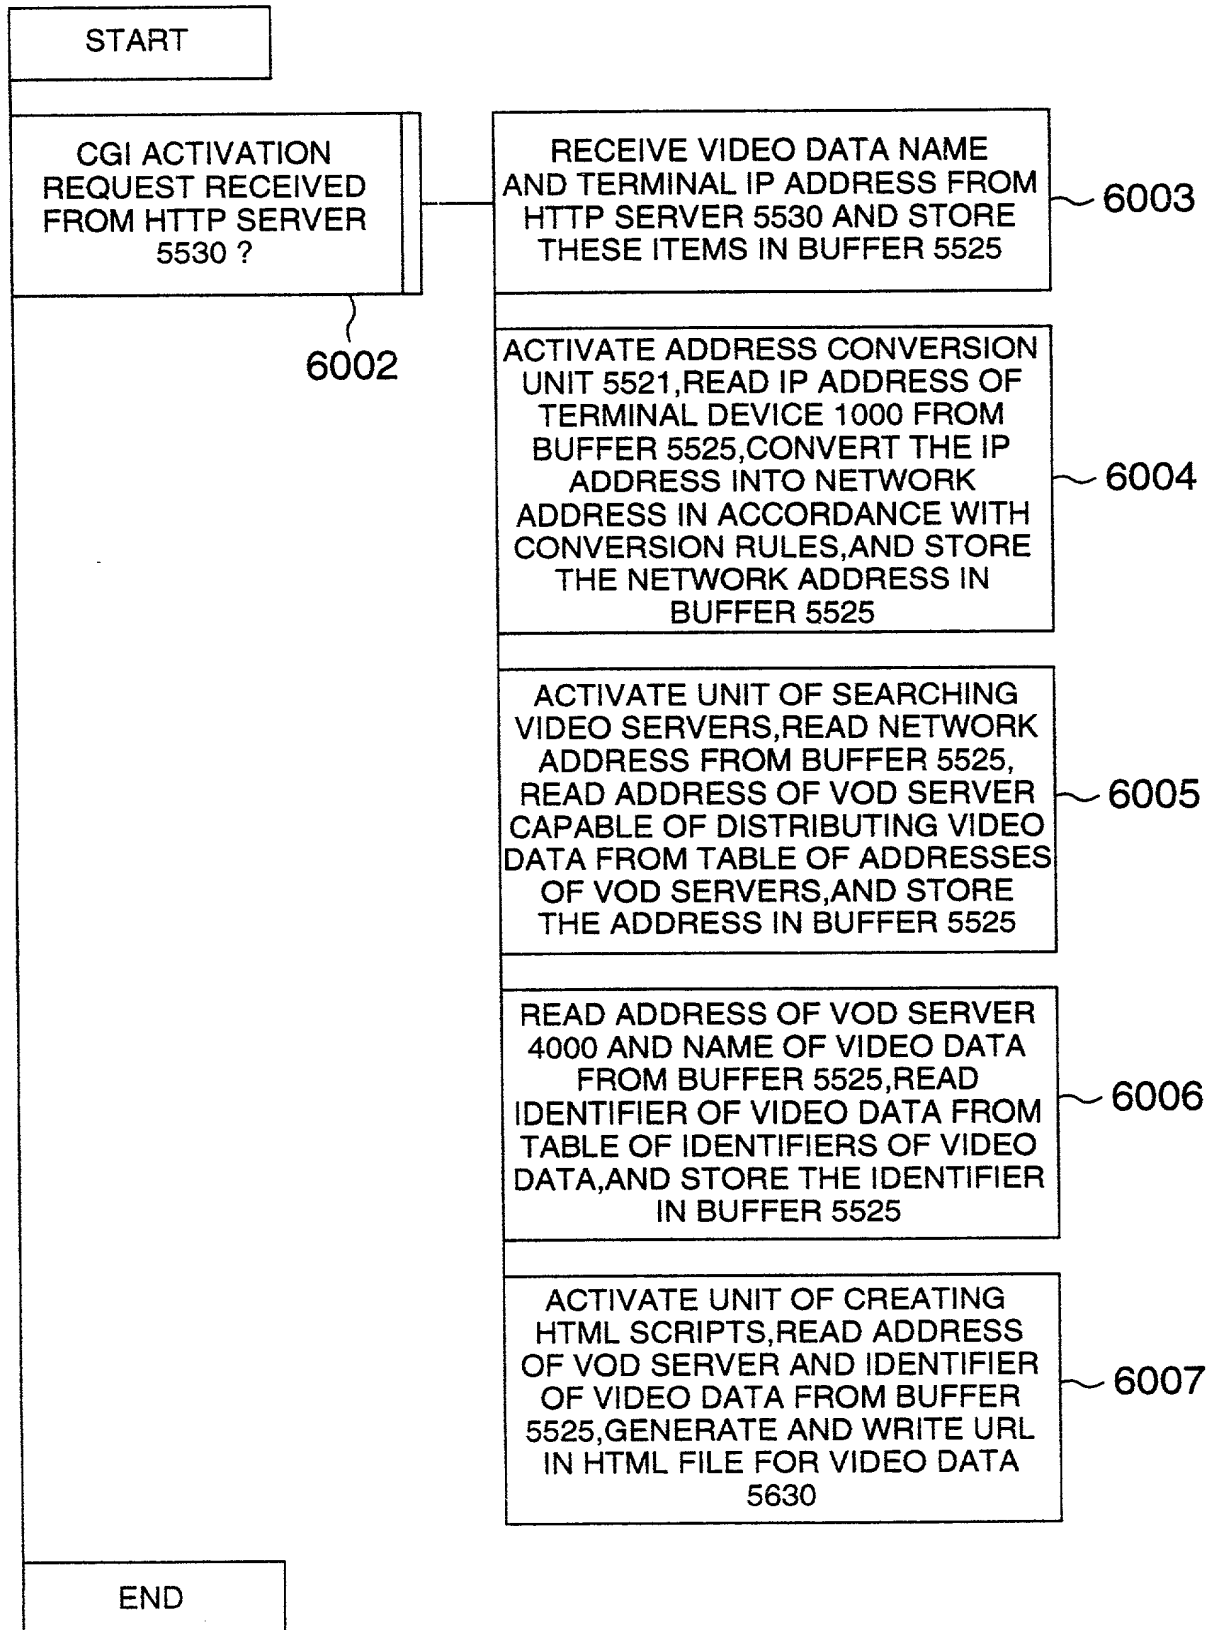 START
CGI ACTIVATION
REQUEST RECEIVED
FROM HTTP SERVER
5530 ?
6002
RECEIVE VIDEO DATA NAME
AND TERMINAL IP ADDRESS FROM
HTTP SERVER 5530 AND STORE
THESE ITEMS IN BUFFER 5525
6003
ACTIVATE ADDRESS CONVERSION
UNIT 5521,READ IP ADDRESS OF
TERMINAL DEVICE 1000 FROM
BUFFER 5525,CONVERT THE IP
ADDRESS INTO NETWORK
ADDRESS IN ACCORDANCE WITH
CONVERSION RULES,AND STORE
THE NETWORK ADDRESS IN
BUFFER 5525
6004
ACTIVATE UNIT OF SEARCHING
VIDEO SERVERS,READ NETWORK
ADDRESS FROM BUFFER 5525,
READ ADDRESS OF VOD SERVER
CAPABLE OF DISTRIBUTING VIDEO
DATA FROM TABLE OF ADDRESSES
OF VOD SERVERS,AND STORE
THE ADDRESS IN BUFFER 5525
6005
READ ADDRESS OF VOD SERVER
4000 AND NAME OF VIDEO DATA
FROM BUFFER 5525,READ
IDENTIFIER OF VIDEO DATA FROM
TABLE OF IDENTIFIERS OF VIDEO
DATA,AND STORE THE IDENTIFIER
IN BUFFER 5525
6006
ACTIVATE UNIT OF CREATING
HTML SCRIPTS,READ ADDRESS
OF VOD SERVER AND IDENTIFIER
OF VIDEO DATA FROM BUFFER
5525,GENERATE AND WRITE URL
IN HTML FILE FOR VIDEO DATA
5630
6007
END